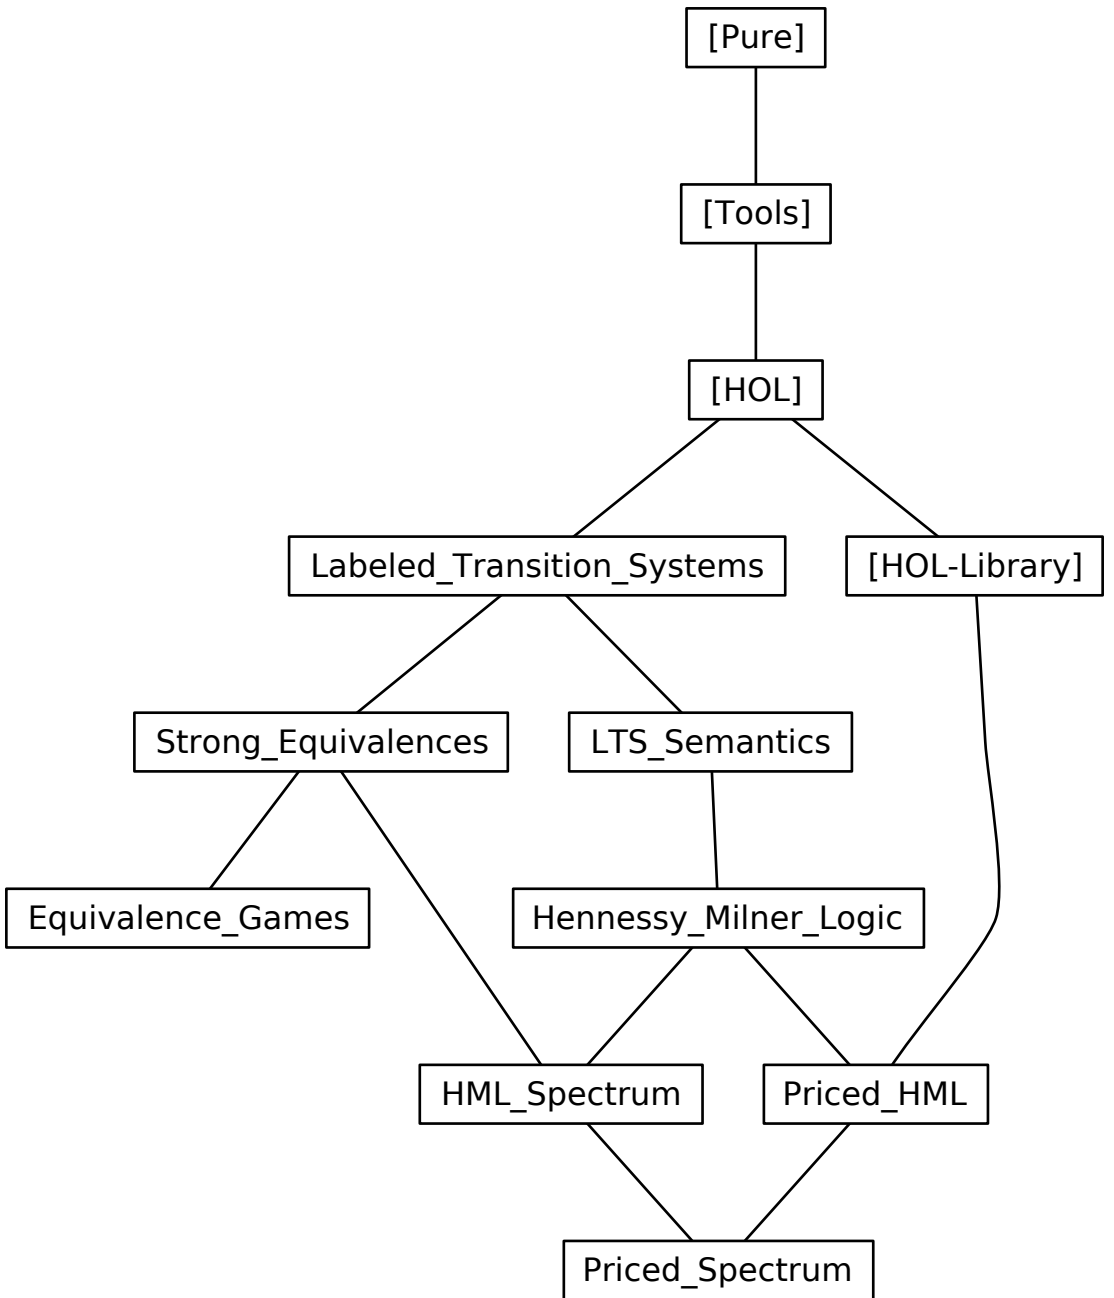 [Pure]
[Tools]
[HOL]
Labeled_Transition_Systems
[HOL-Library]
Strong_Equivalences
LTS_Semantics
Equivalence_Games
Hennessy_Milner_Logic
HML_Spectrum
Priced_HML
Priced_Spectrum